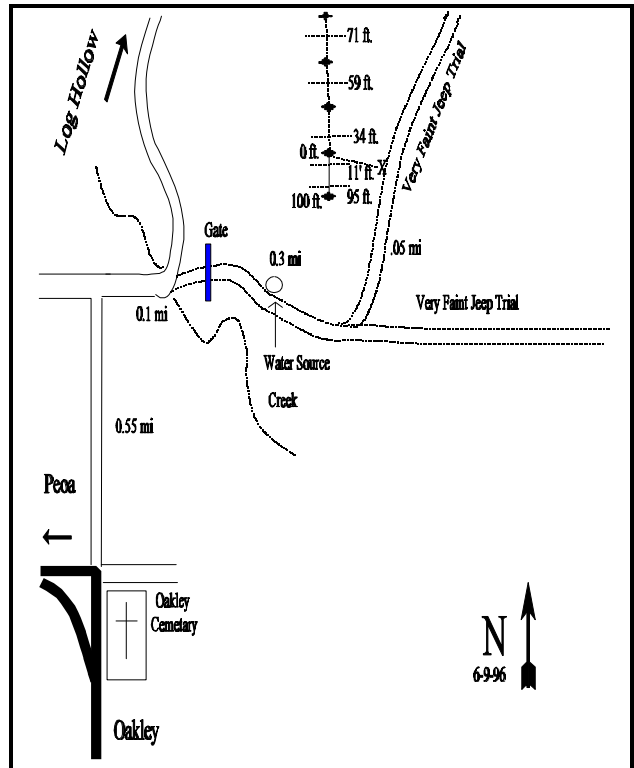 71 ft.
Log Hollow
59 ft.
Very Faint Jeep Trial
34 ft.
0 ft.
X
11' ft.
100 ft.
95 ft.
Gate
0.3 mi
.05 mi
0.1 mi
Very Faint Jeep Trial
Water Source
Creek
0.55 mi
Peoa
Oakley
Cemetary
N
6-9-96
Oakley